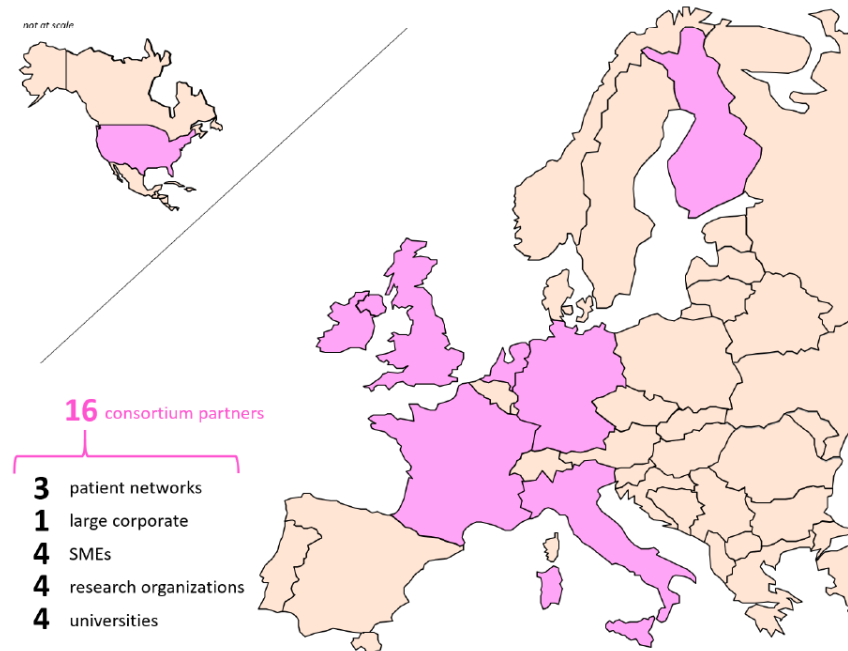 not at scale
16 consortium partners
3 patient networks
1 large corporate
4 SMEs
4 research organizations
4 universities